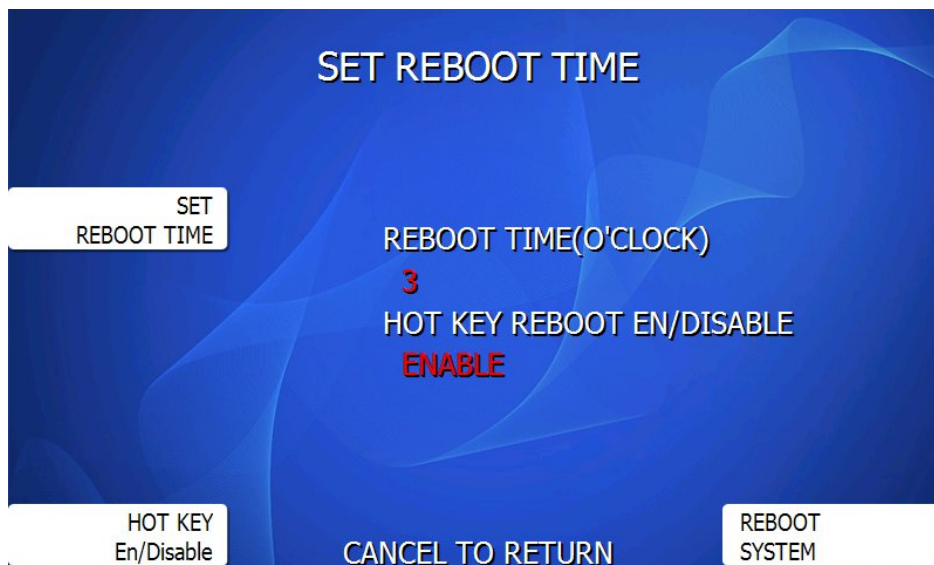 SET REBOOT TIME
SET
REBOOT TIME
REBOOT TIME(O'CLOCK)
3
HOT KEY REBOOT EN/DISABLE
ENABLE
HOT KEY
En/Disable
CANCEL TO RETURN
REBOOT
SYSTEM